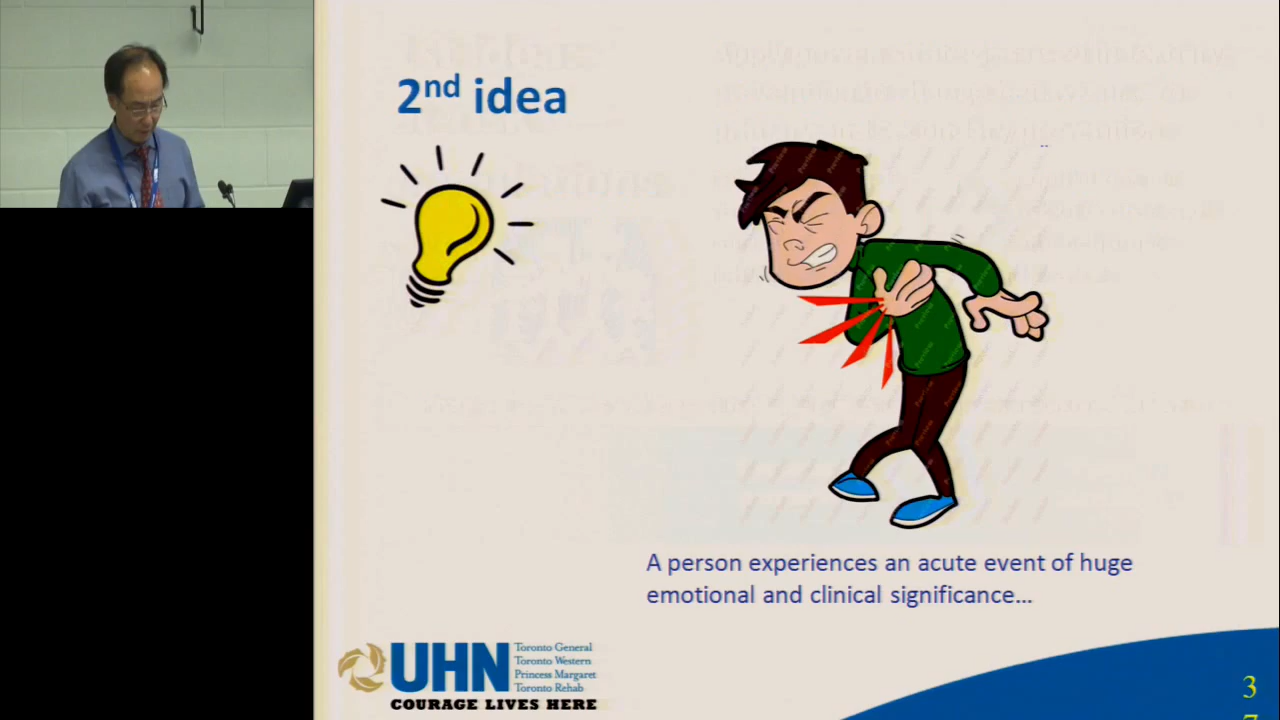 2nd idea
A person experiences an acute event of huge
emotional and clinical significance…
UHN
Toronto General
Toronto Western
Princess Margaret
Toronto Rehab
COURAGE LIVES HERE
3